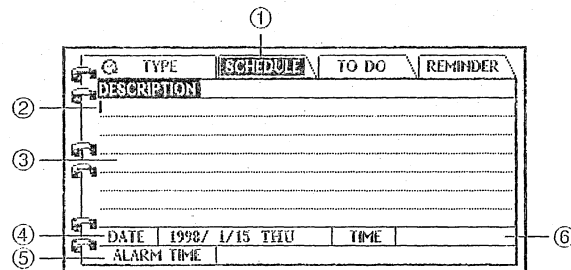 ①
TYPE SCHEDULE TO DO REMINDER
DESCRIPTION
②
③
④ DATE 1998/ 1/15 THU TIME ⑥
⑤ ALARM TIME